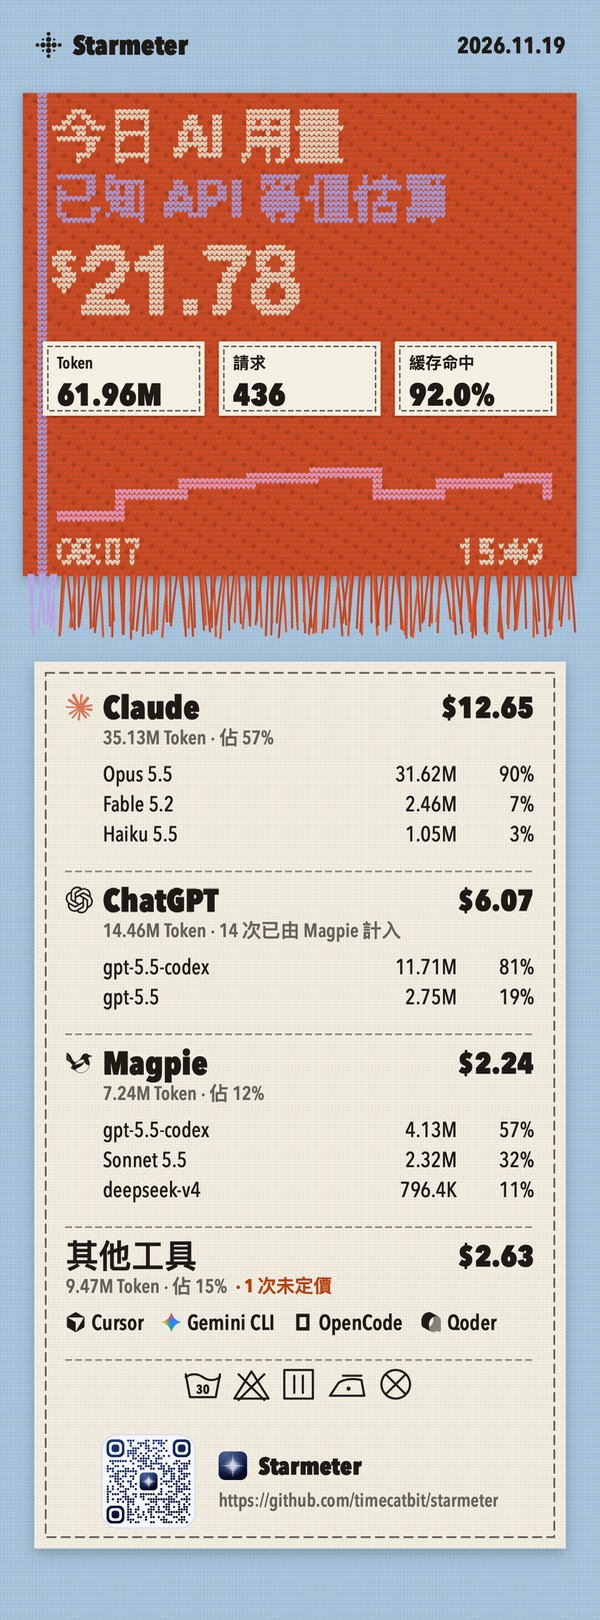 Starmeter
2026.11.19
今日 AI 用量
已知 API 等值估算
$21.78
Token
61.96M
請求
436
緩存命中
92.0%
08:07
15:40
Claude
$12.65
35.13M Token · 佔 57%
Opus 5.5 31.62M 90%
Fable 5.2 2.46M 7%
Haiku 5.5 1.05M 3%
ChatGPT
$6.07
14.46M Token · 14 次已由 Magpie 計入
gpt-5.5-codex 11.71M 81%
gpt-5.5 2.75M 19%
Magpie
$2.24
7.24M Token · 佔 12%
gpt-5.5-codex 4.13M 57%
Sonnet 5.5 2.32M 32%
deepseek-v4 796.4K 11%
其他工具
$2.63
9.47M Token · 佔 15% · 1 次未定價
Cursor Gemini CLI OpenCode Qoder
30
Starmeter
https://github.com/timecatbit/starmeter